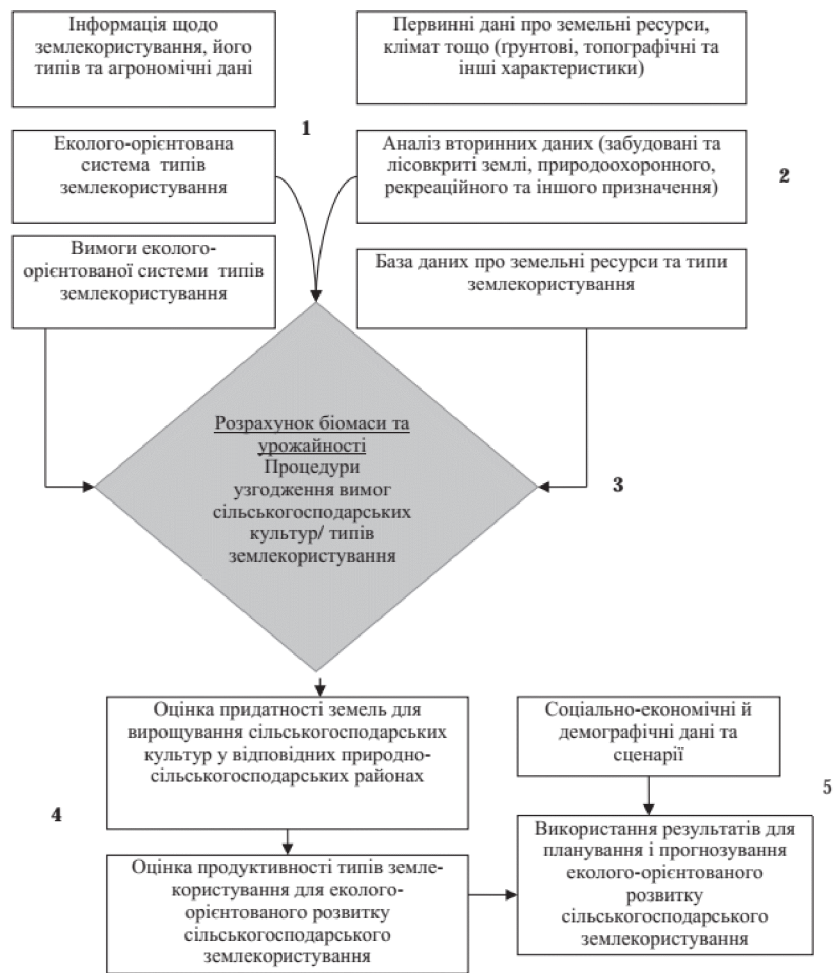 Інформація щодо
землекористування, його
типів та агрономічні дані
Первинні дані про земельні ресурси,
клімат тощо (ґрунтові, топографічні та
інші характеристики)
1
Еколого-орієнтована
система типів
землекористування
Аналіз вторинних даних (забудовані та
лісовкриті землі, природоохоронного,
рекреаційного та іншого призначення)
2
Вимоги еколого-
орієнтованої системи типів
землекористування
База даних про земельні ресурси та типи
землекористування
Розрахунок біомаси та
урожайності
Процедури
узгодження вимог
сільськогосподарських
культур/ типів
землекористування
3
Оцінка придатності земель для
вирощування сільськогосподарських
культур у відповідних природно-
сільськогосподарських районах
Соціально-економічні й
демографічні дані та
сценарії
4
5
Оцінка продуктивності типів земле-
користування для еколого-
орієнтованого розвитку
сільськогосподарського
землекористування
Використання результатів для
планування і прогнозування
еколого-орієнтованого
розвитку
сільськогосподарського
землекористування